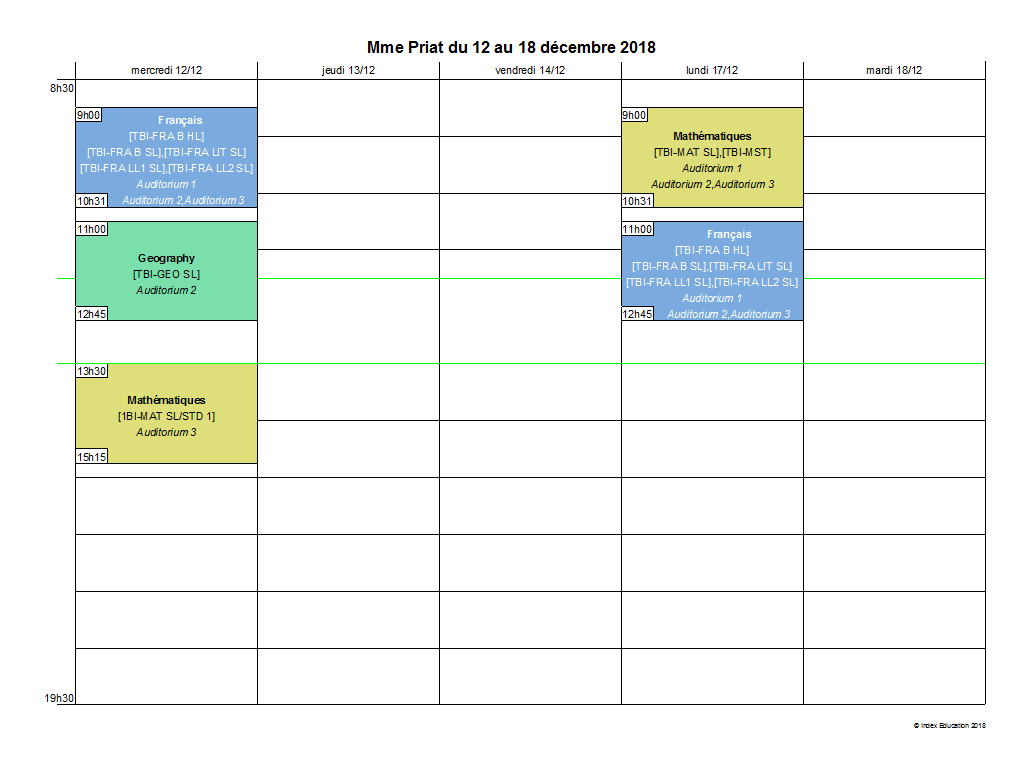 Mme Priat du 12 au 18 décembre 2018
mercredi 12/12
jeudi 13/12
vendredi 14/12
lundi 17/12
mardi 18/12
8h30
9h00
Français
[TBI-FRA B HL]
[TBI-FRA B SL],[TBI-FRA LIT SL]
[TBI-FRA LL1 SL],[TBI-FRA LL2 SL]
Auditorium 1
10h31
Auditorium 2,Auditorium 3
11h00
Geography
[TBI-GEO SL]
Auditorium 2
12h45
13h30
Mathématiques
[1BI-MAT SL/STD 1]
Auditorium 3
15h15
9h00
Mathématiques
[TBI-MAT SL],[TBI-MST]
Auditorium 1
Auditorium 2,Auditorium 3
10h31
11h00
Français
[TBI-FRA B HL]
[TBI-FRA B SL],[TBI-FRA LIT SL]
[TBI-FRA LL1 SL],[TBI-FRA LL2 SL]
Auditorium 1
12h45
Auditorium 2,Auditorium 3
19h30
© Index Education 2018